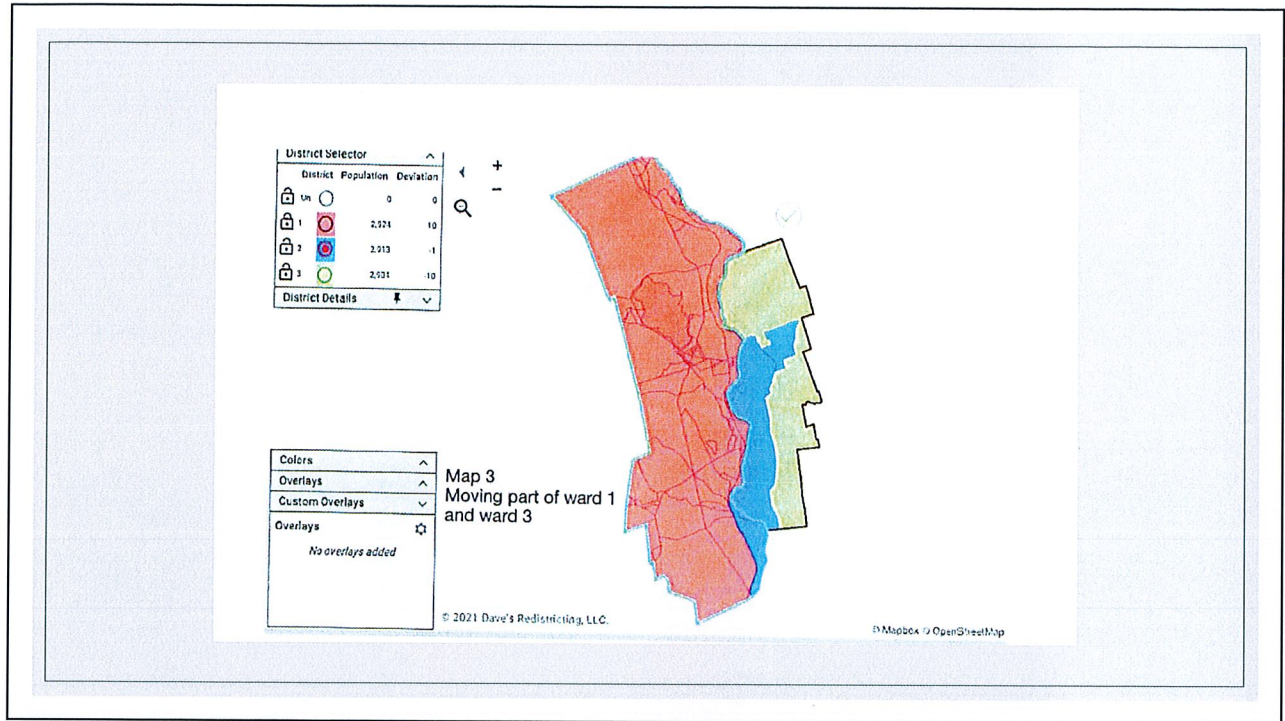 District Selector
District Population Deviation
Un 0 0
1 2,924 10
2 2,913 -1
3 -10
District Details
Colors
Overlays
Custom Overlays
Overlays
No overlays added
Map 3
Moving part of ward 1
and ward 3
© 2021 Dave's Redistricting, LLC.
© Mapbox © OpenStreetMap